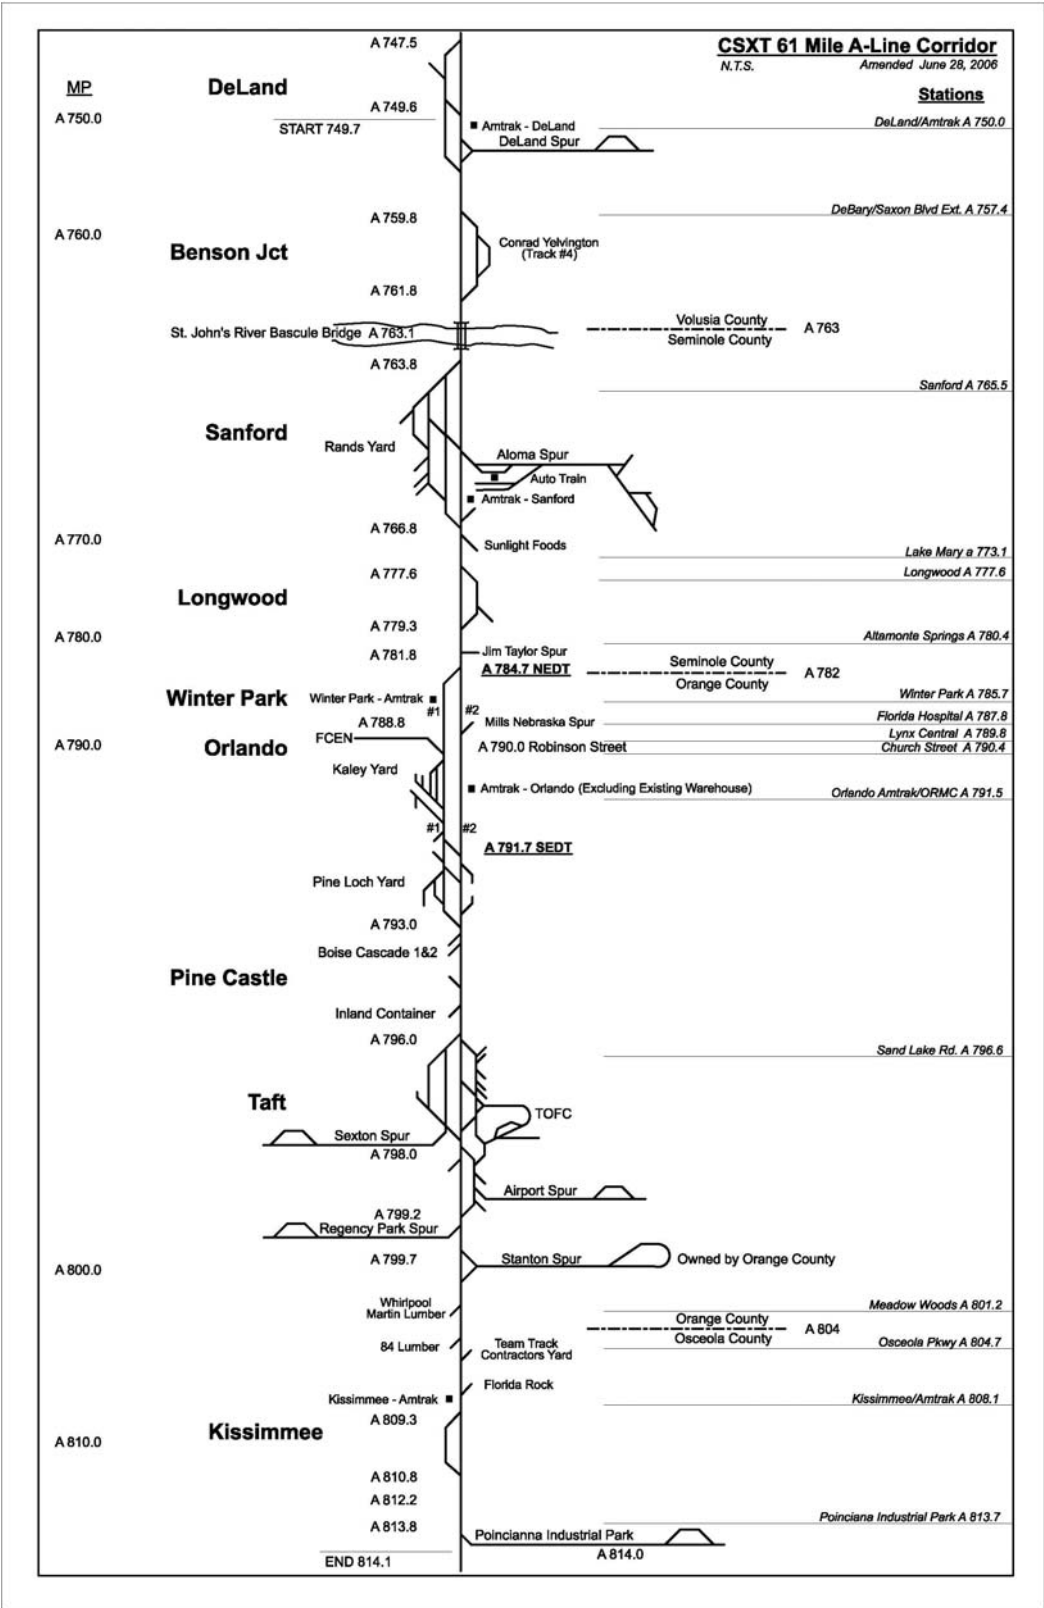 A 747.5
CSXT 61 Mile A-Line Corridor
N.T.S. Amended June 28, 2006
MP
DeLand
Stations
A 749.6
A 750.0
START 749.7
Amtrak - DeLand
DeLand/Amtrak A 750.0
DeLand Spur
DeBary/Saxon Blvd Ext. A 757.4
A 759.8
A 760.0
Benson Jct
Conrad Yelvington
(Track #4)
A 761.8
Volusia County
St. John's River Bascule Bridge A 763.1
A 763
Seminole County
A 763.8
Sanford A 765.5
Sanford
Rands Yard
Aloma Spur
Auto Train
Amtrak - Sanford
A 766.8
A 770.0
Sunlight Foods
Lake Mary a 773.1
A 777.6
Longwood A 777.6
Longwood
A 779.3
A 780.0
Altamonte Springs A 780.4
A 781.8
Jim Taylor Spur
A 784.7 NEDT
Seminole County
A 782
Orange County
Winter Park
Winter Park - Amtrak
Winter Park A 785.7
#1 #2
A 788.8
Mills Nebraska Spur
Florida Hospital A 787.8
FCEN
Lynx Central A 789.8
A 790.0
Orlando
A 790.0 Robinson Street
Church Street A 790.4
Kaley Yard
Amtrak - Orlando (Excluding Existing Warehouse)
Orlando Amtrak/ORMC A 791.5
#1 #2
A 791.7 SEDT
Pine Loch Yard
A 793.0
Boise Cascade 1&2
Pine Castle
Inland Container
A 796.0
Sand Lake Rd. A 796.6
Taft
TOFC
Sexton Spur
A 798.0
Airport Spur
A 799.2
Regency Park Spur
A 799.7
Stanton Spur
Owned by Orange County
A 800.0
Whirlpool
Martin Lumber
Meadow Woods A 801.2
Orange County
A 804
Osceola County
84 Lumber
Team Track
Contractors Yard
Osceola Pkwy A 804.7
Florida Rock
Kissimmee - Amtrak
Kissimmee/Amtrak A 808.1
A 809.3
Kissimmee
A 810.0
A 810.8
A 812.2
Poinciana Industrial Park A 813.7
A 813.8
Poincianna Industrial Park
A 814.0
END 814.1